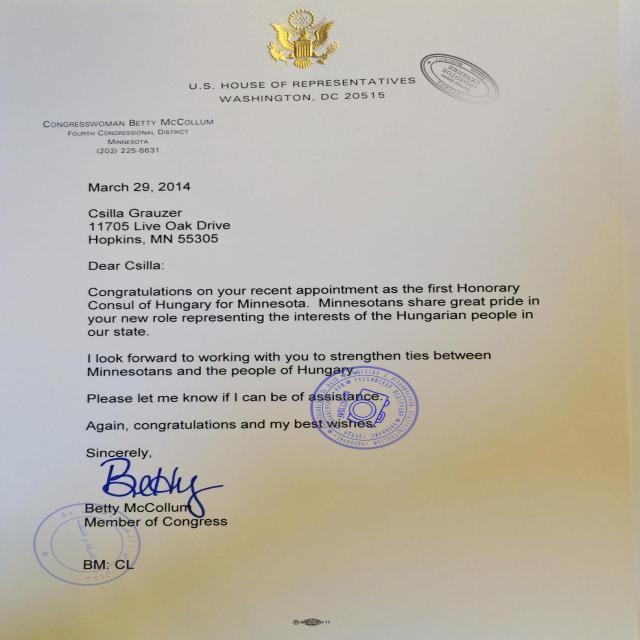 U.S. HOUSE OF REPRESENTATIVES
WASHINGTON, DC 20515
CONGRESSWOMAN BETTY MCCOLLUM
FOURTH CONGRESSIONAL DISTRICT
MINNESOTA
(202) 225-6631
March 29, 2014
Csilla Grauzer
11705 Live Oak Drive
Hopkins, MN 55305
Dear Csilla:
Congratulations on your recent appointment as the first Honorary
Consul of Hungary for Minnesota. Minnesotans share great pride in
your new role representing the interests of the Hungarian people in
our state.
I look forward to working with you to strengthen ties between
Minnesotans and the people of Hungary.
Please let me know if I can be of assistance.
Again, congratulations and my best wishes.
Sincerely,
Betty
Betty McCollum
Member of Congress
BM: CL